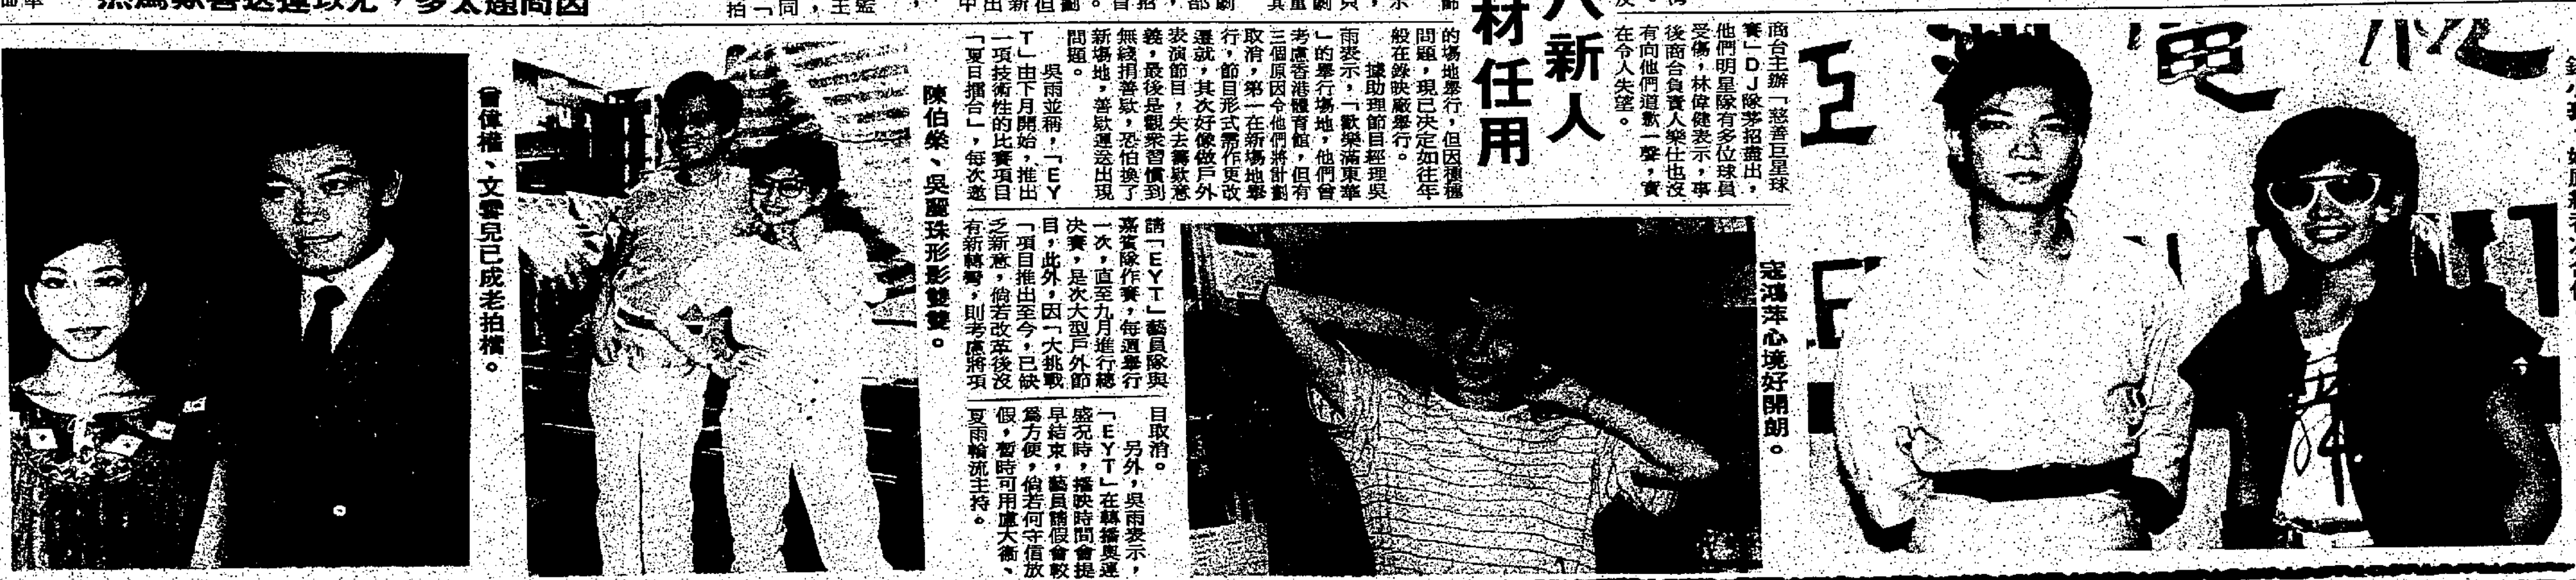 商台主辦「慈善巨星球
賽」DJ隊茅招盡出，
他們明星隊有多位球員
受傷，林偉健表示，事
後商台負責人樂仕也沒
有向他們道歉一聲，實
在令人失望。
新人
材任用
的場地舉行，但因種種
問題，現已決定如往年
般在錄映廠舉行。
據助理節目經理吳
雨表示，「歡樂滿東華
」的舉行場地，他們曾
考慮香港體育館，但有
三個原因令他們將計劃
取消，第一在新場地舉
行，節目形式需作更改
遷就，其次好像做戶外
表演節目，失去籌款意
義，最後是觀衆習慣到
無綫捐善款，恐怕換了
新場地，善款運送出現
問題。
吳雨並稱，「EY
T」由下月開始，推出
一項技術性的比賽項目
「夏日擂台」，每次邀
請「EYT」藝員隊與
嘉賓隊作賽，每週舉行
一次，直至九月進行總
決賽，是次大型戶外節
目，此外，因「大挑戰
「項目推出至今，已缺
乏新意，倘若改革後沒
有新轉彎，則考慮將項
目取消。
另外，吳雨表示，
「EYT」在轉播奧運
盛況時，播映時間會提
早結束，藝員請假會較
爲方便，倘若何守信放
假，暫時可用盧大衞、
夏雨輪流主持。
寇鴻萍心境好開朗。
陳伯榮、吳麗珠形影雙雙。
曾偉權、文雪兒已成老拍檔。